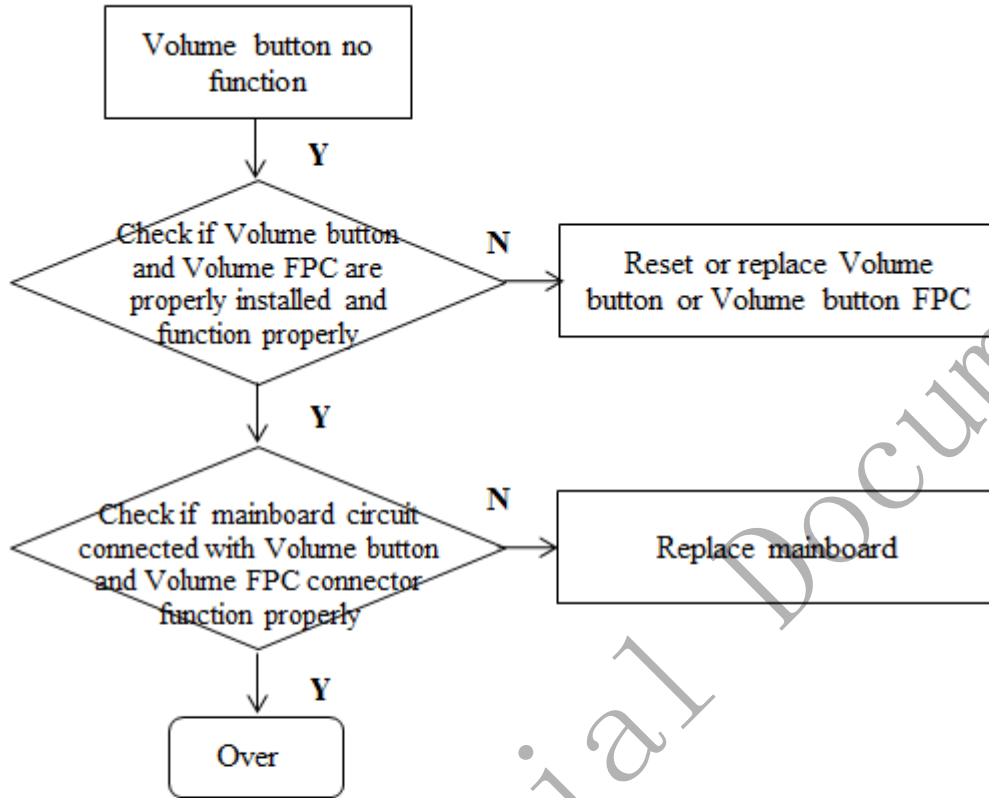 Volume button no
function
Y
Check if Volume button
and Volume FPC are
properly installed and
function properly
N
Reset or replace Volume
button or Volume button FPC
Y
Check if mainboard circuit
connected with Volume button
and Volume FPC connector
function properly
N
Replace mainboard
Y
Over
ial Docum